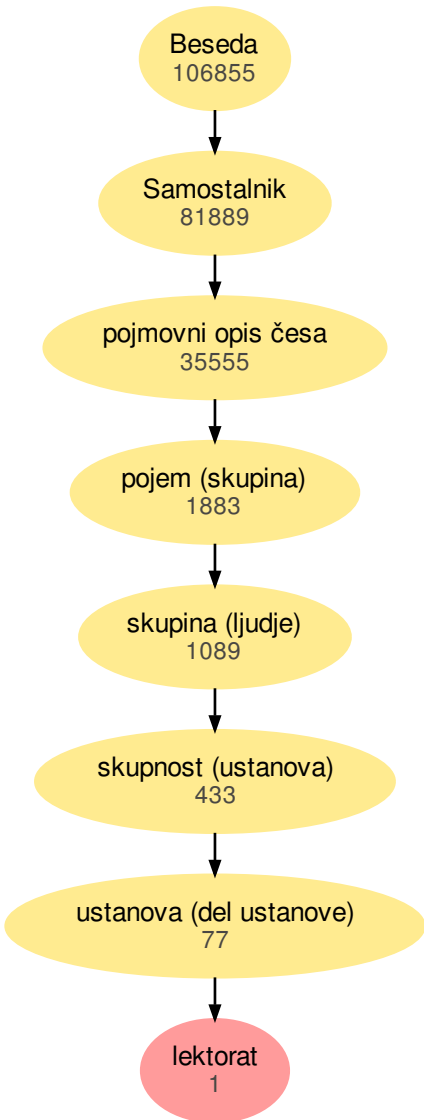 Beseda
106855
Samostalnik
81889
pojmovni opis česa
35555
pojem (skupina)
1883
skupina (ljudje)
1089
skupnost (ustanova)
433
ustanova (del ustanove)
77
lektorat
1